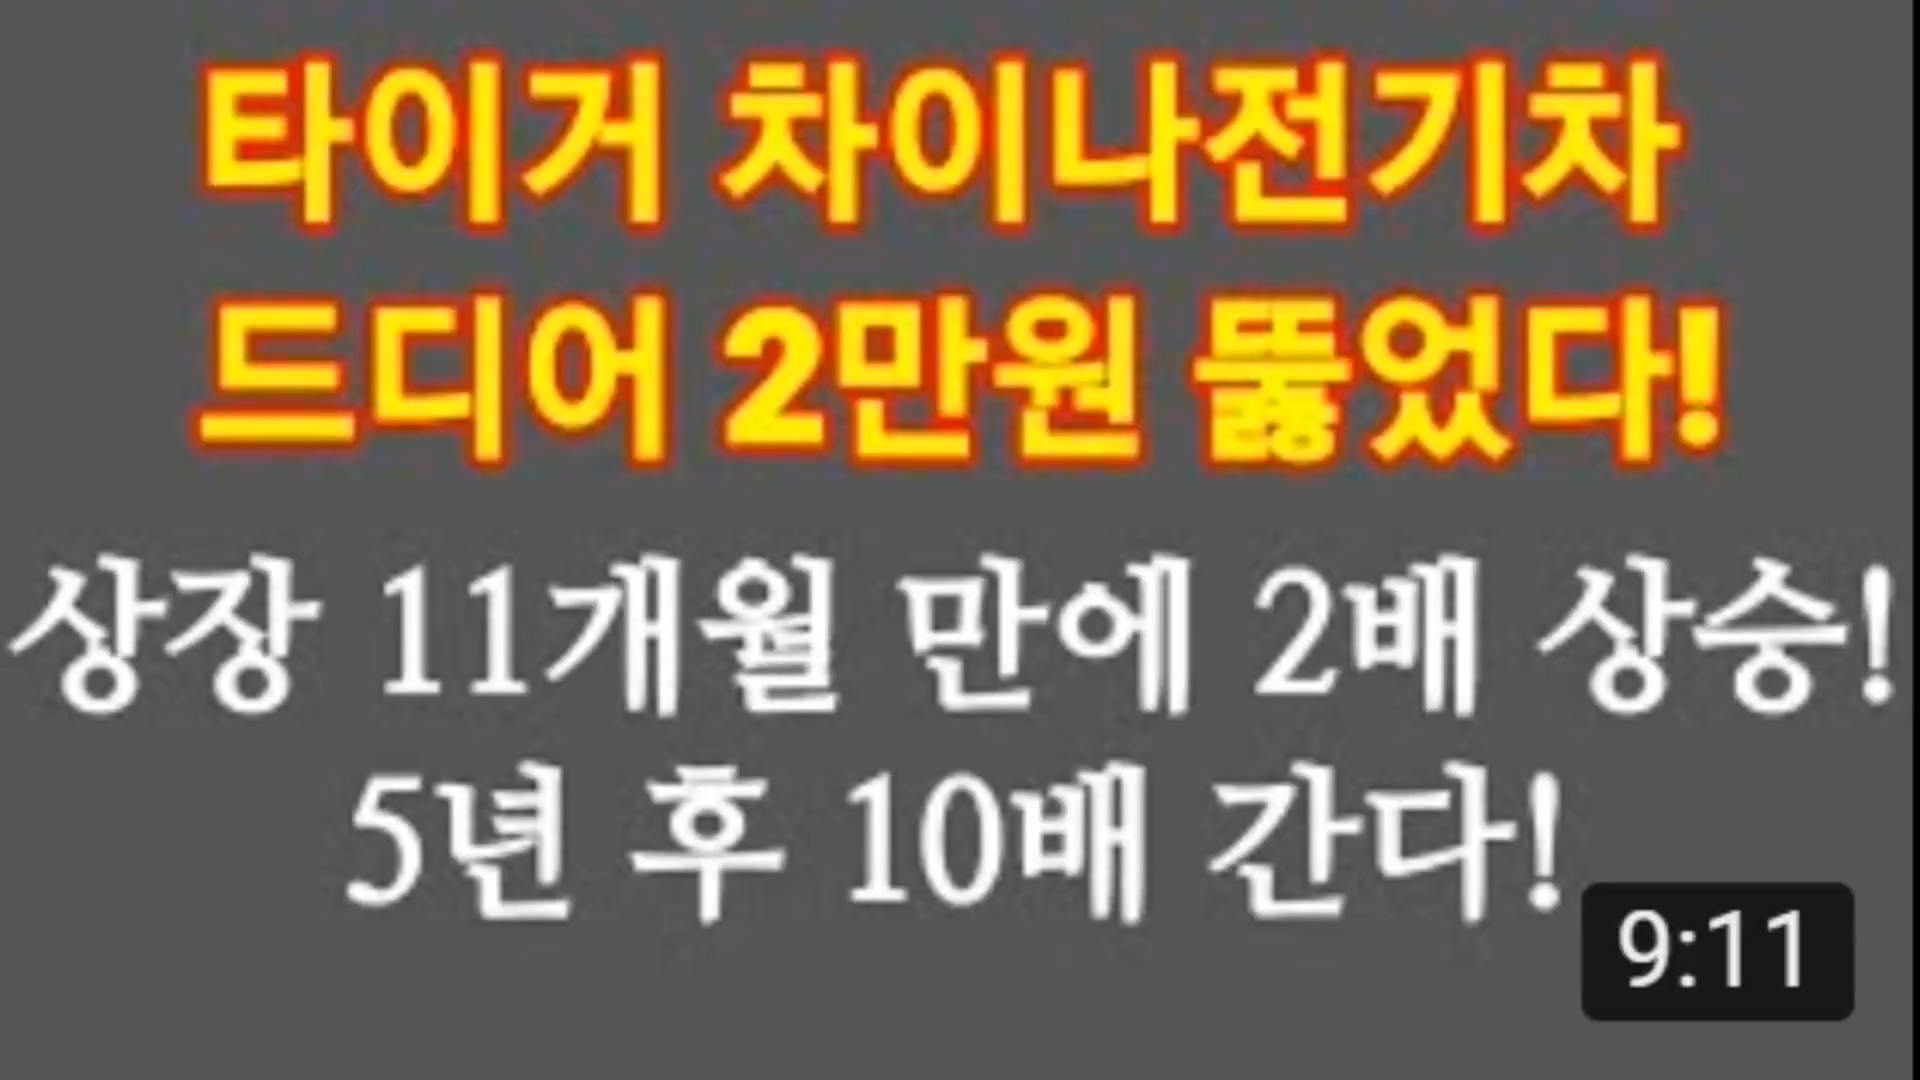 타이거 차이나전기차
드디어 2만원 뚫었다!
상장 11개월 만에 2배 상승!
5년 후 10배 간다!
9:11